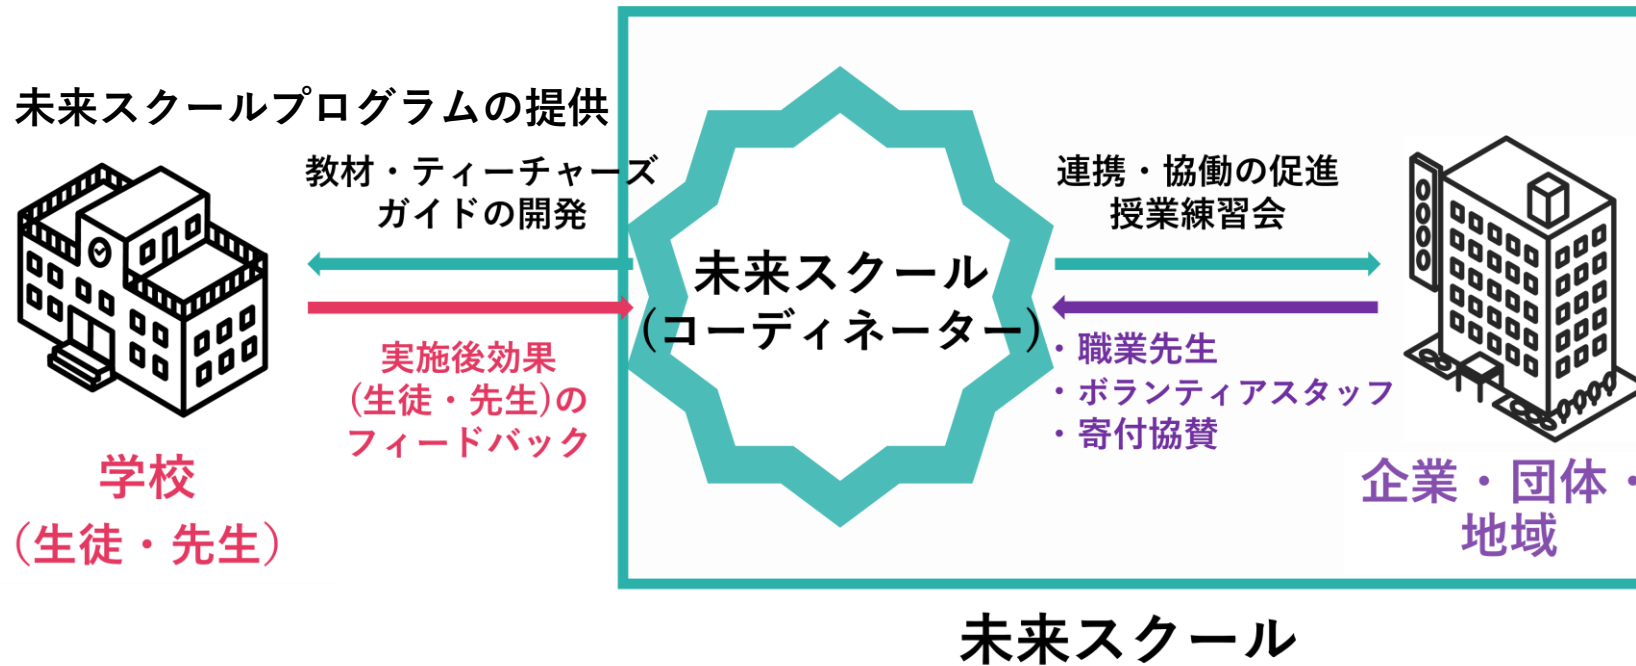 未来スクールプログラムの提供
教材・ティーチャーズ
ガイドの開発
実施後効果
(生徒・先生)の
フィードバック
学校
(生徒・先生)
未来スクール
(コーディネーター)
連携・協働の促進
授業練習会
・職業先生
・ボランティアスタッフ
・寄付協賛
企業・団体・
地域
未来スクール